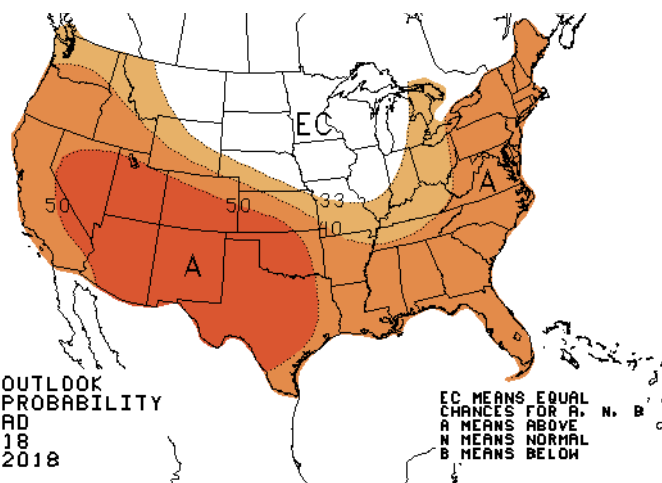 EC
A
50
50
33
40
A
OUTLOOK
PROBABILITY
AD
18
2018
EC MEANS EQUAL
CHANCES FOR A, N, B
A MEANS ABOVE
N MEANS NORMAL
B MEANS BELOW